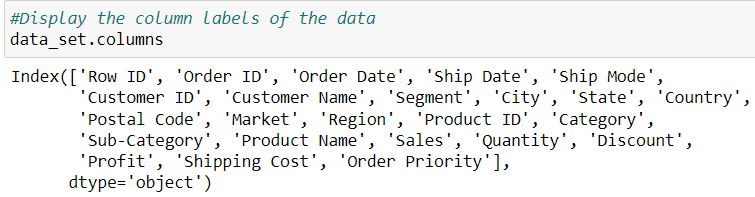 #Display the column labels of the data
data_set.columns
Index(['Row ID', 'Order ID', 'Order Date', 'Ship Date', 'Ship Mode',
'Customer ID', 'Customer Name', 'Segment', 'City', 'State', 'Country',
'Postal Code', 'Market', 'Region', 'Product ID', 'Category',
'Sub-Category', 'Product Name', 'Sales', 'Quantity', 'Discount',
'Profit', 'Shipping Cost', 'Order Priority'],
dtype='object')